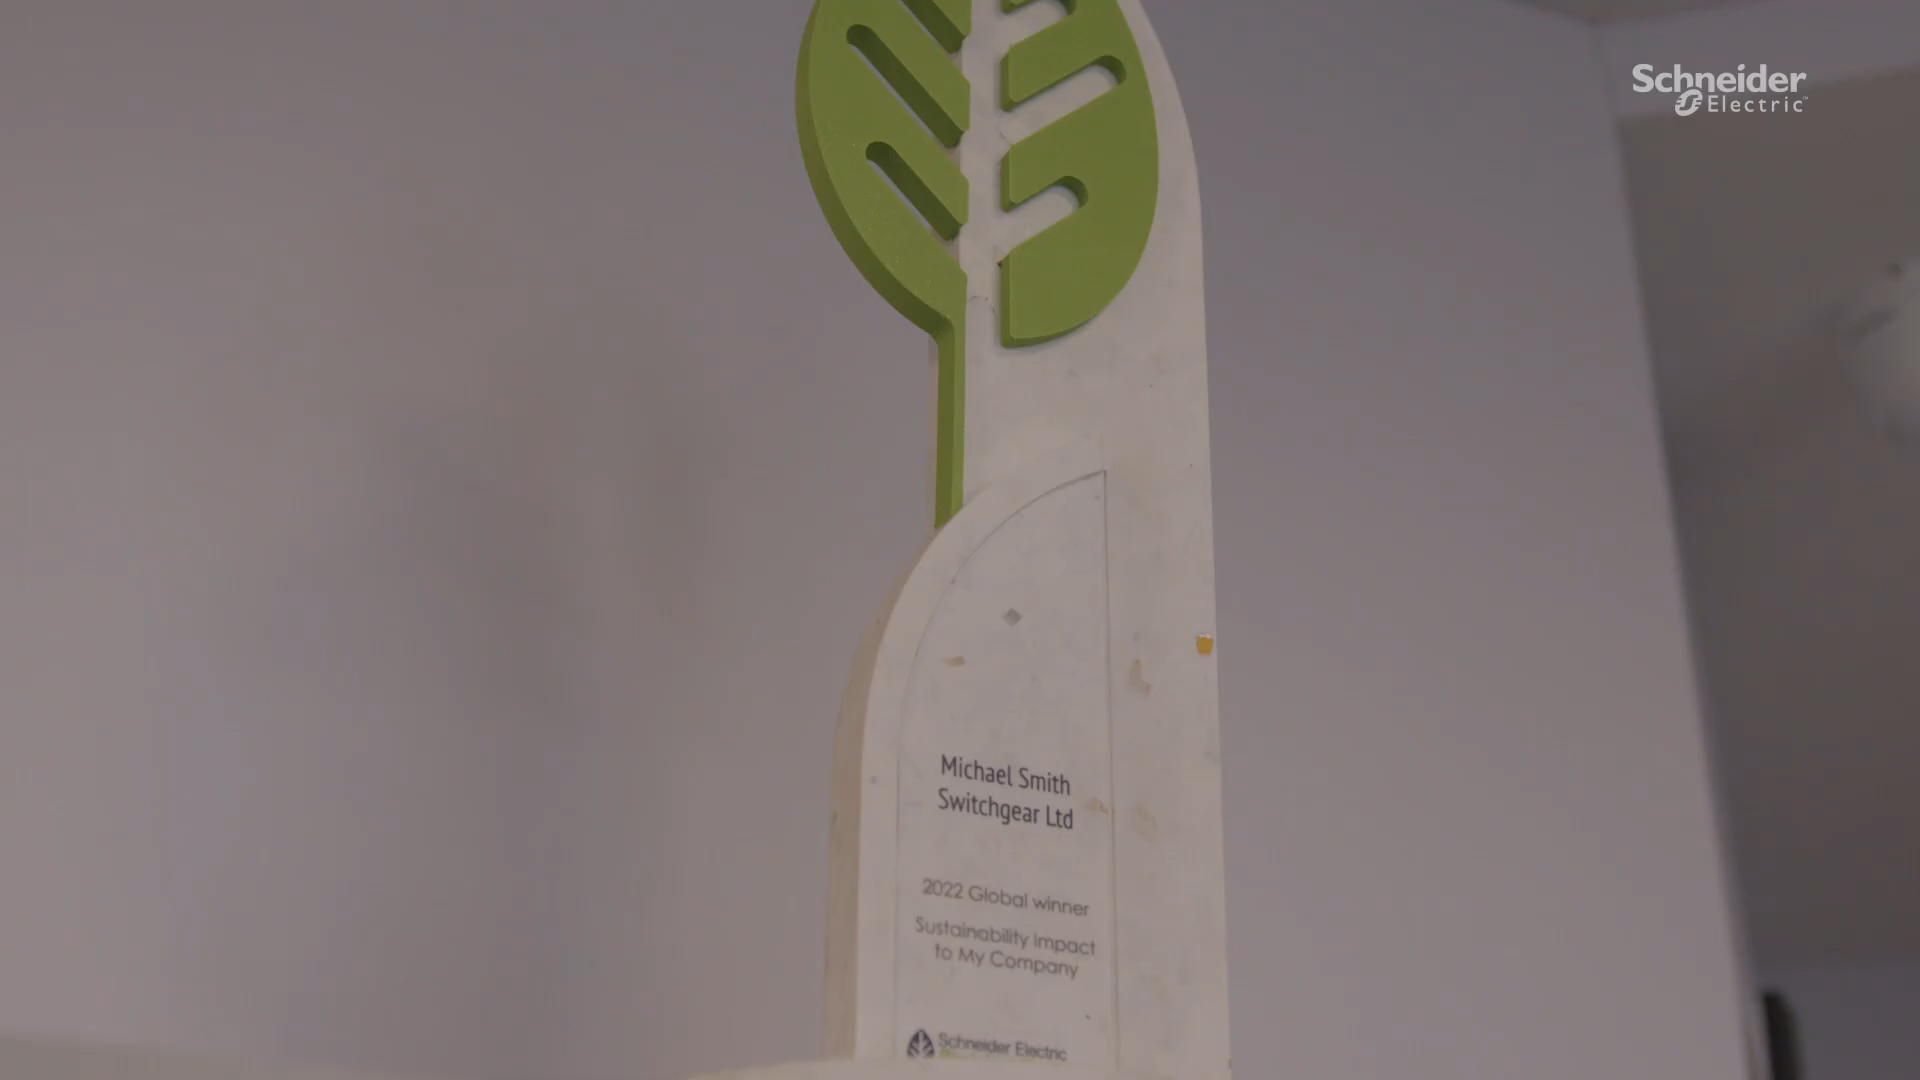 Schneider
Electric
Michael Smith
Switchgear Ltd
2022 Global winner
Sustainability Impact
to My Company
Schneider Electric